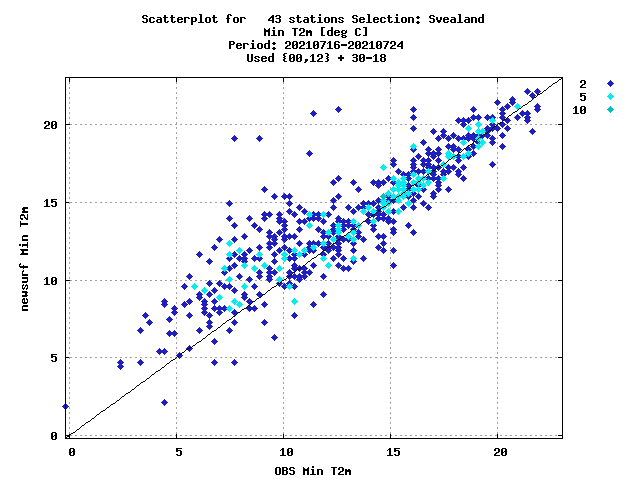 Scatterplot for   43 stations Selection: Svealand
Min T2m [deg C]
Period: 20210716-20210724
Used {00,12} + 30-18
2
5
10
20
15
10
5
0
newsurf Min T2m
0 5 10 15 20
OBS Min T2m